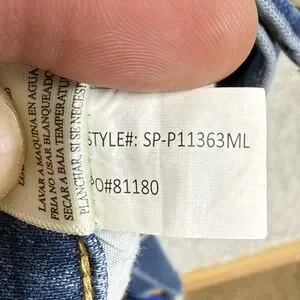 STYLE#: SP-P11363ML
PO#81180
LAVAR A MAQUINA EN AGUA
FRIA NO USAR BLANQUEADO
SECAR A BAJA TEMPERATUR
PLANCHAR, SI SE NECESI